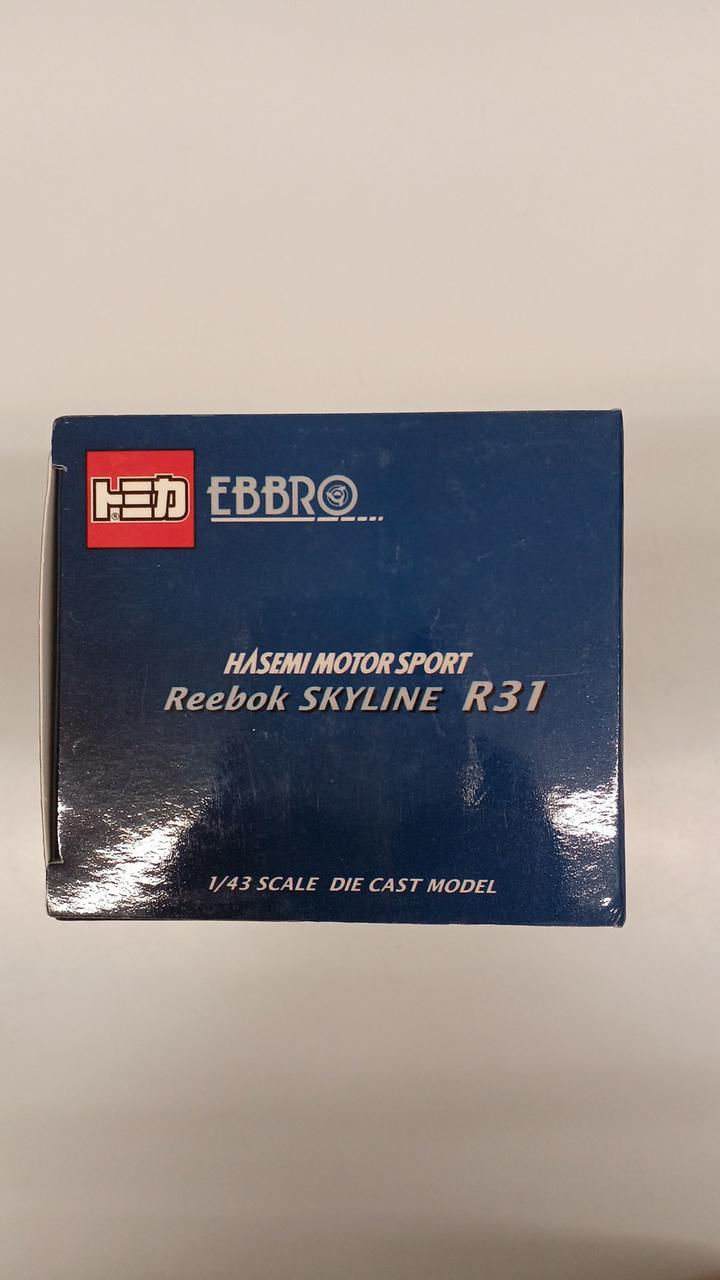 トミカ® EBBRO
HASEMI MOTOR SPORT
Reebok SKYLINE R31
1/43 SCALE DIE CAST MODEL